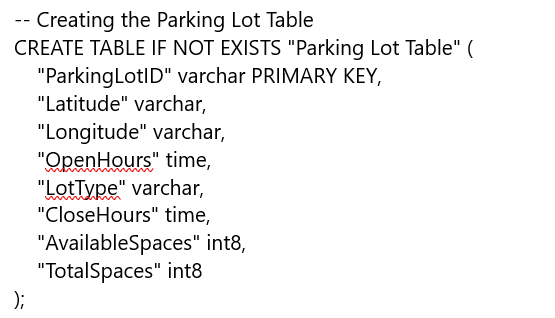 -- Creating the Parking Lot Table
CREATE TABLE IF NOT EXISTS "Parking Lot Table" (
"ParkingLotID" varchar PRIMARY KEY,
"Latitude" varchar,
"Longitude" varchar,
"OpenHours" time,
"LotType" varchar,
"CloseHours" time,
"AvailableSpaces" int8,
"TotalSpaces" int8
);